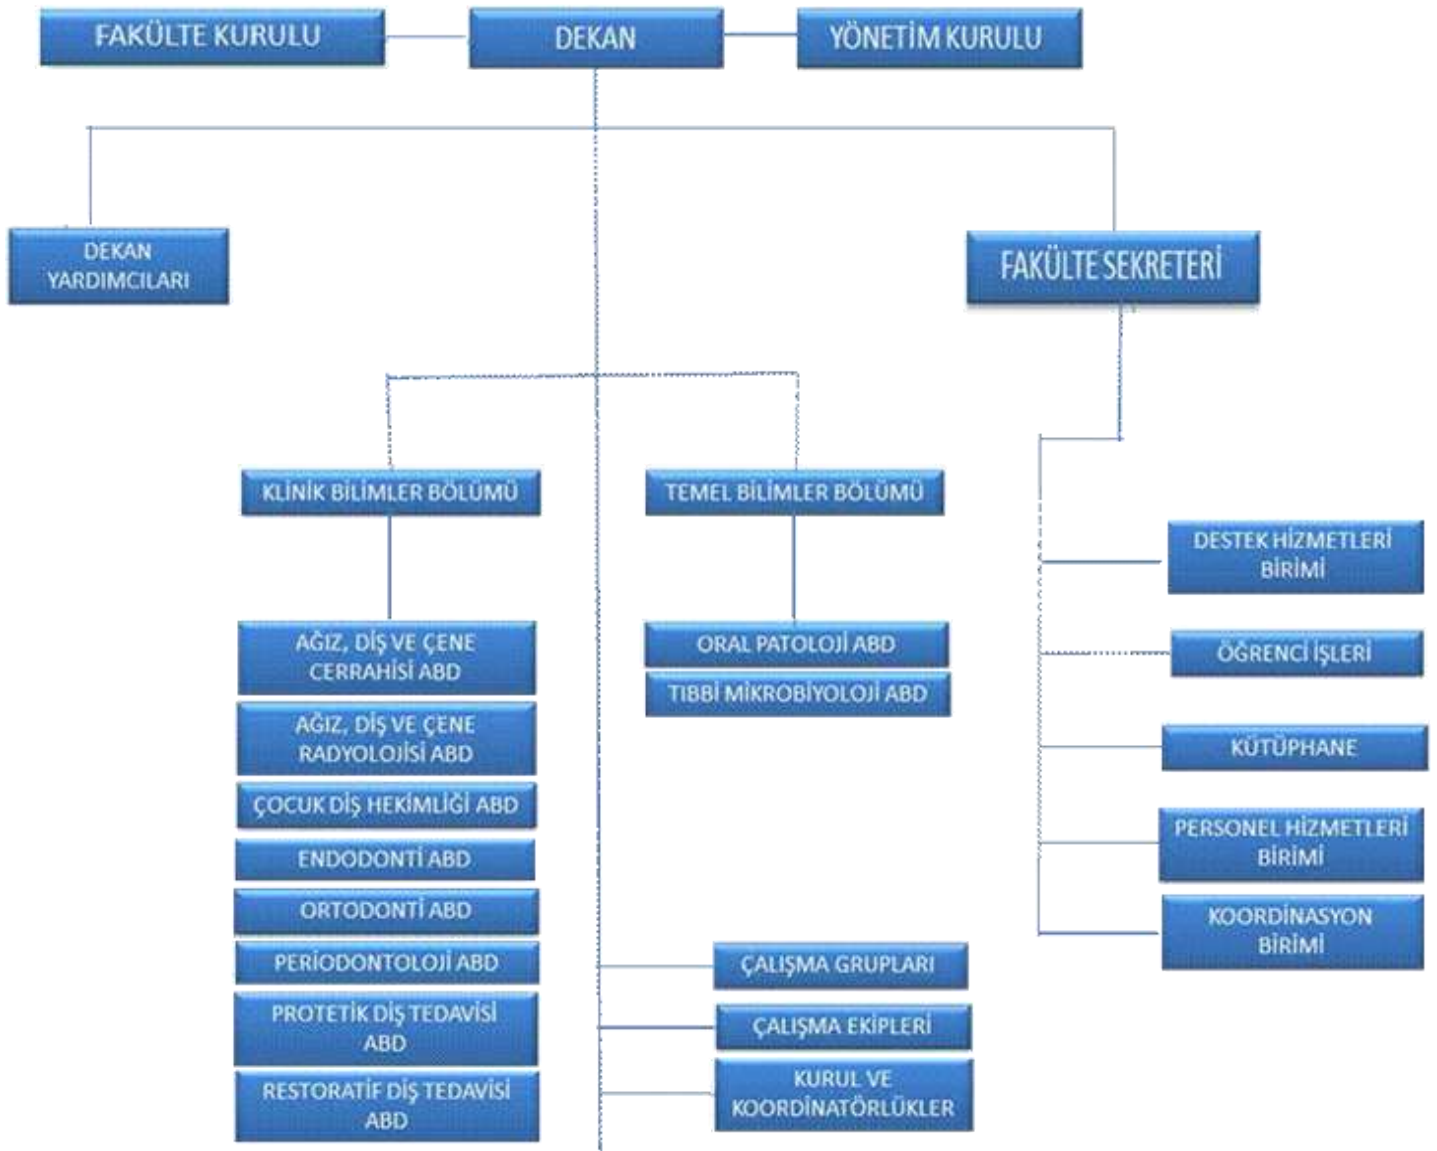 FAKÜLTE KURULU
DEKAN
YÖNETİM KURULU
DEKAN
YARDIMCILARI
FAKÜLTE SEKRETERİ
KLİNİK BİLİMLER BÖLÜMÜ
TEMEL BİLİMLER BÖLÜMÜ
AĞIZ, DİŞ VE ÇENE
CERRAHİSİ ABD
AĞIZ, DİŞ VE ÇENE
RADYOLOJİSİ ABD
ÇOCUK DİŞ HEKİMLİĞİ ABD
ENDODONTİ ABD
ORTODONTİ ABD
PERİODONTOLOJİ ABD
PROTETİK DİŞ TEDAVİSİ
ABD
RESTORATİF DİŞ TEDAVİSİ
ABD
ORAL PATOLOJİ ABD
TIBBİ MİKROBİYOLOJİ ABD
ÇALIŞMA GRUPLARI
ÇALIŞMA EKİPLERİ
KURUL VE
KOORDİNATÖRLÜKLER
DESTEK HİZMETLERİ
BİRİMİ
ÖĞRENCİ İŞLERİ
KÜTÜPHANE
PERSONEL HİZMETLERİ
BİRİMİ
KOORDİNASYON
BİRİMİ